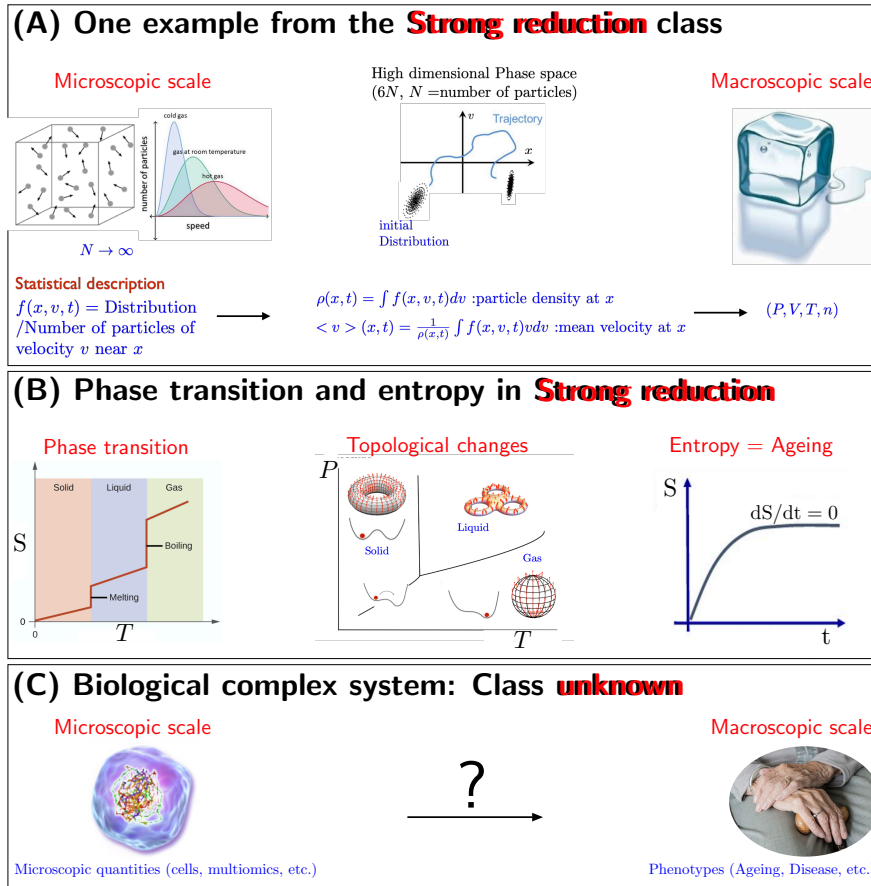 (A) One example from the Strong reduction class
Microscopic scale
High dimensional Phase space
(6N, N =number of particles)
Macroscopic scale
cold gas
gas at room temperature
hot gas
number of particles
speed
v
Trajectory
x
initial
Distribution
N → ∞
Statistical description
f(x, v, t) = Distribution
/Number of particles of
velocity v near x
ρ(x, t) = ∫ f(x, v, t)dv :particle density at x
< v > (x, t) = 1/ρ(x,t) ∫ f(x, v, t)vdv :mean velocity at x
(P, V, T, n)
(B) Phase transition and entropy in Strong reduction
Phase transition
Topological changes
Entropy = Ageing
Solid Liquid Gas
S
Boiling
Melting
0
0
T
P
Solid
Liquid
Gas
T
S
dS/dt = 0
t
(C) Biological complex system: Class unknown
Microscopic scale
Macroscopic scale
?
Microscopic quantities (cells, multiomics, etc.)
Phenotypes (Ageing, Disease, etc.